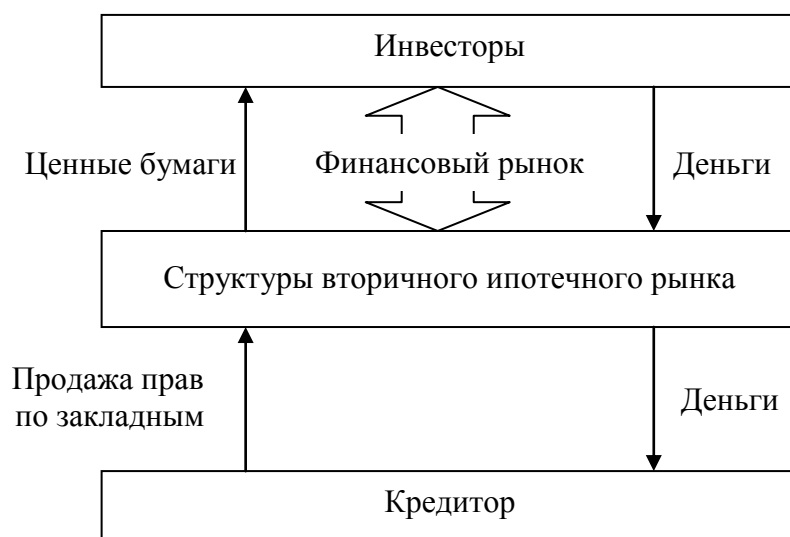 Инвесторы
Ценные бумаги
Финансовый рынок
Деньги
Структуры вторичного ипотечного рынка
Продажа прав
по закладным
Деньги
Кредитор